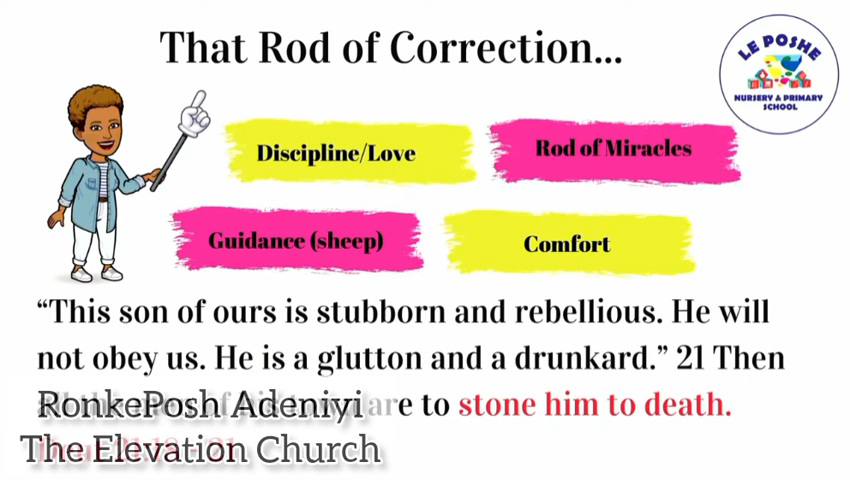 That Rod of Correction...
LE POSHE
NURSERY & PRIMARY
SCHOOL
Discipline/Love
Rod of Miracles
Guidance (sheep)
Comfort
“This son of ours is stubborn and rebellious. He will
not obey us. He is a glutton and a drunkard.” 21 Then
are to stone him to death.
RonkePosh Adeniyi
The Elevation Church